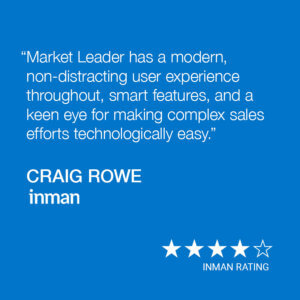 “Market Leader has a modern,
non-distracting user experience
throughout, smart features, and a
keen eye for making complex sales
efforts technologically easy.”
CRAIG ROWE
inman
INMAN RATING